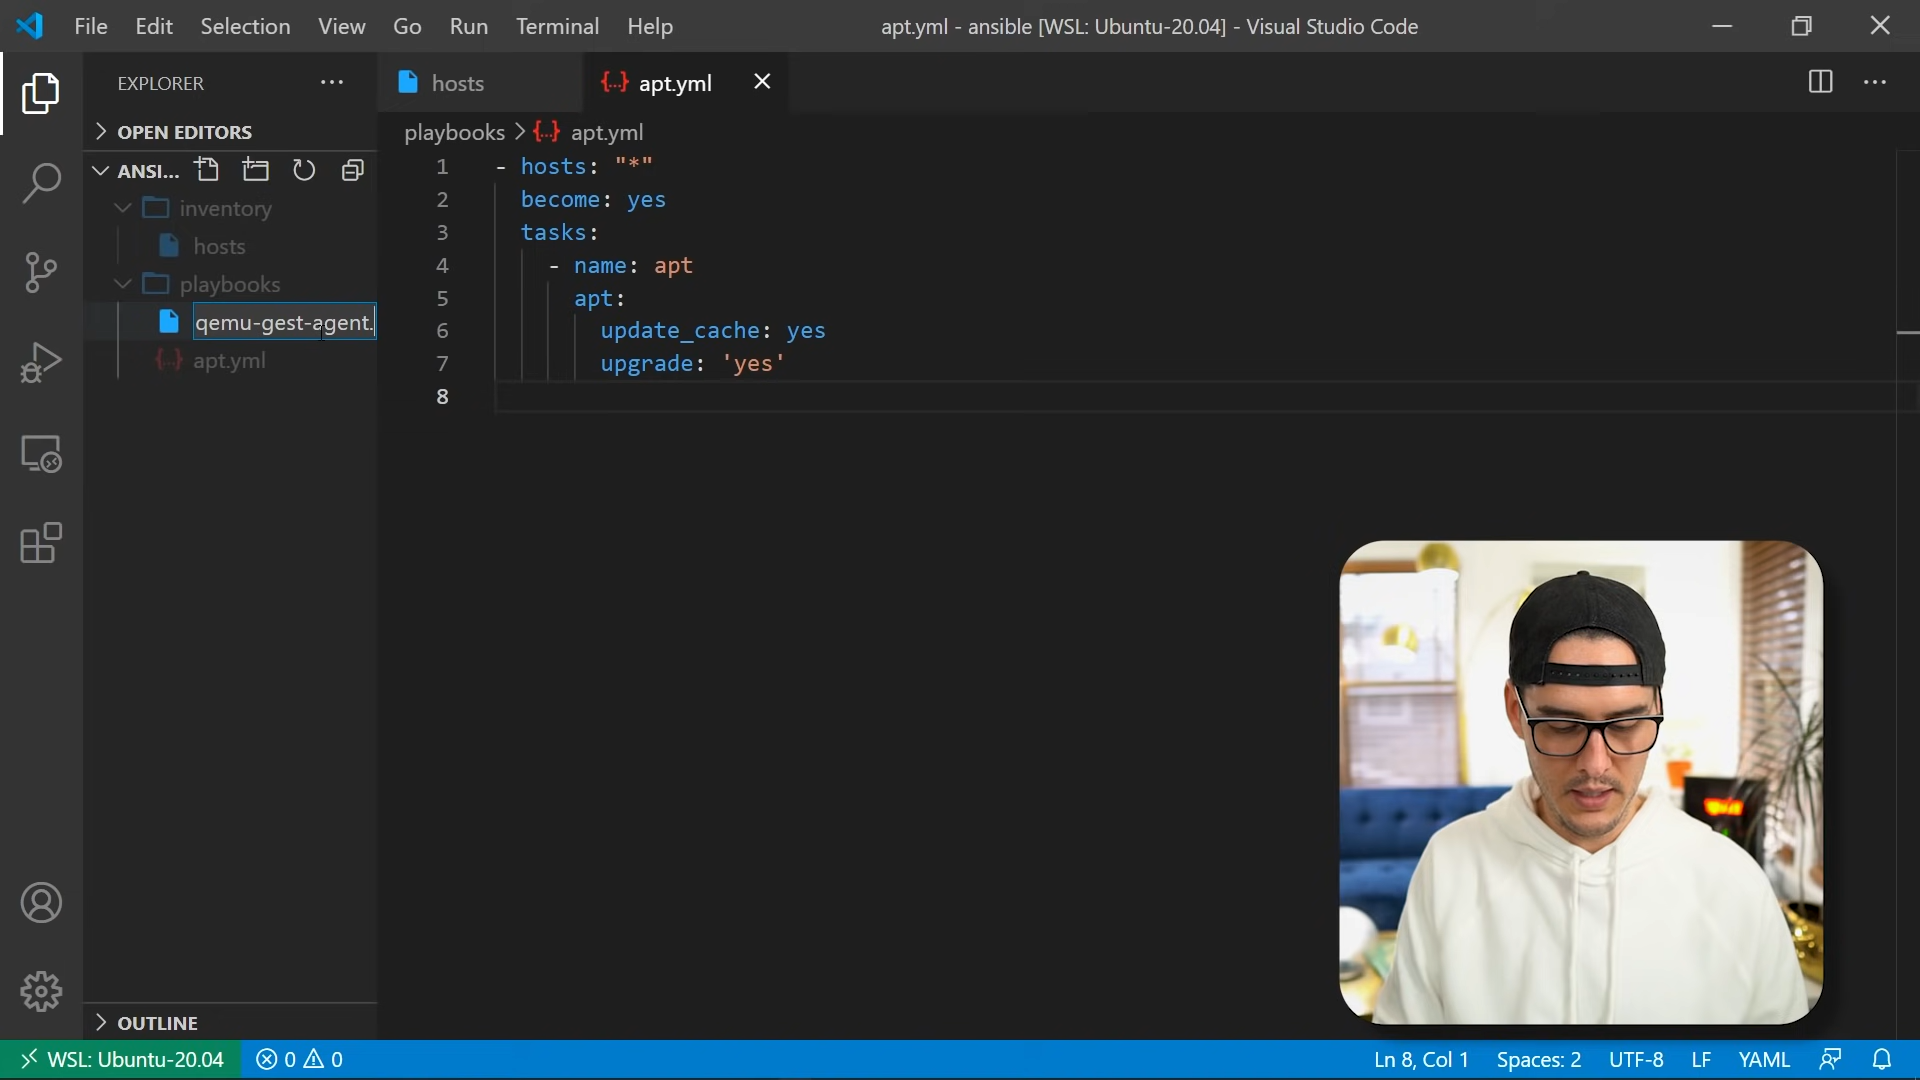 File Edit Selection View Go Run Terminal Help
apt.yml - ansible [WSL: Ubuntu-20.04] - Visual Studio Code
EXPLORER
OPEN EDITORS
ANSI...
inventory
hosts
playbooks
qemu-gest-agent.
apt.yml
OUTLINE
hosts
apt.yml
playbooks > apt.yml
1 - hosts: "*"
2 become: yes
3 tasks:
4 - name: apt
5 apt:
6 update_cache: yes
7 upgrade: 'yes'
8
WSL: Ubuntu-20.04 0 0
Ln 8, Col 1 Spaces: 2 UTF-8 LF YAML